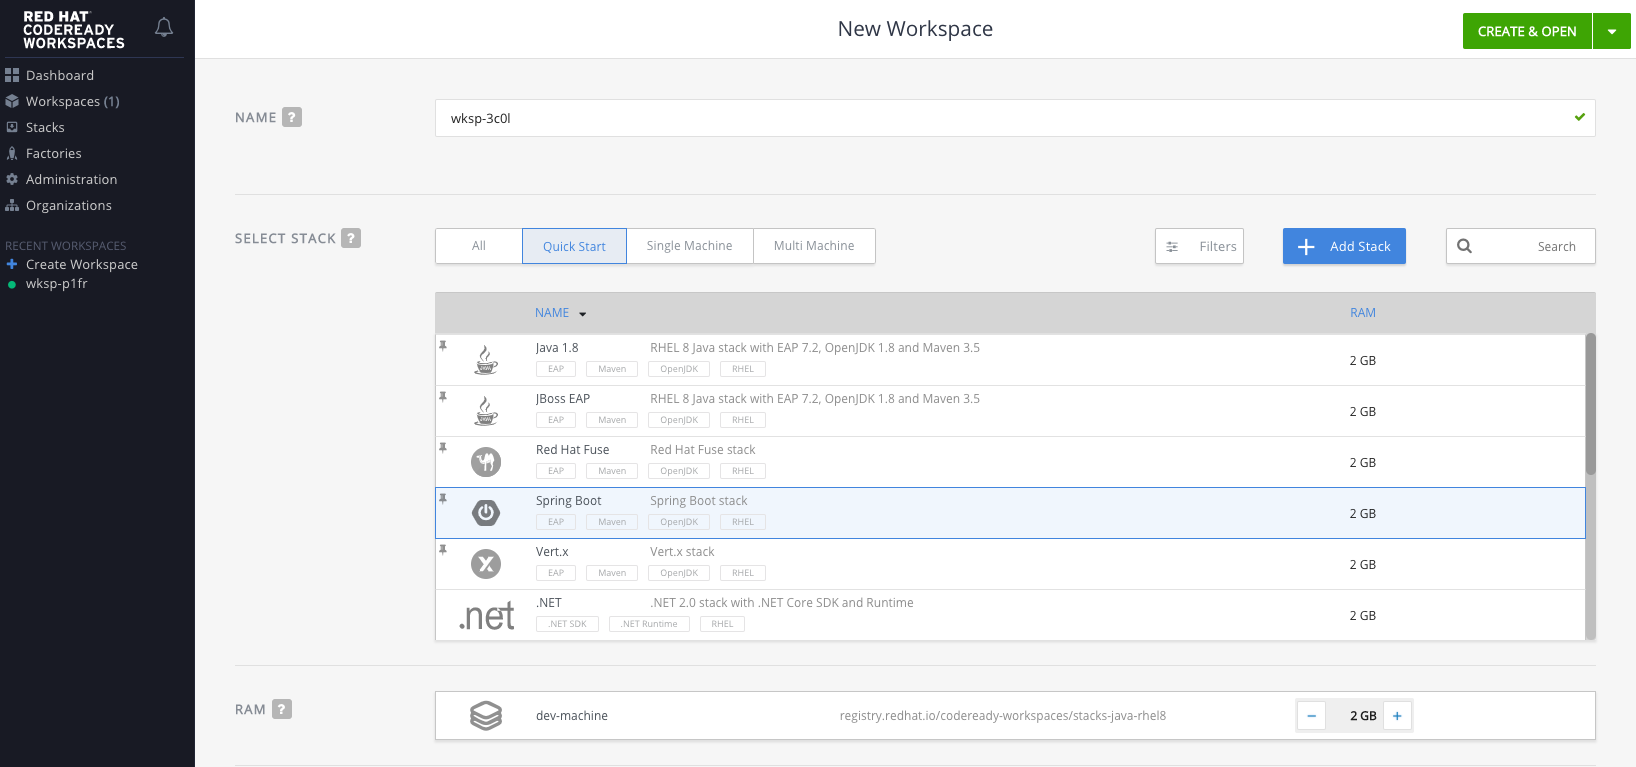 RED HAT
CODEREADY
WORKSPACES
Dashboard
Workspaces (1)
Stacks
Factories
Administration
Organizations
RECENT WORKSPACES
Create Workspace
wksp-p1fr
New Workspace
CREATE & OPEN
NAME ?
wksp-3c0l
SELECT STACK ?
All Quick Start Single Machine Multi Machine
Filters
Add Stack
Search
NAME RAM
Java 1.8 RHEL 8 Java stack with EAP 7.2, OpenJDK 1.8 and Maven 3.5
EAP Maven OpenJDK RHEL
2 GB
JBoss EAP RHEL 8 Java stack with EAP 7.2, OpenJDK 1.8 and Maven 3.5
EAP Maven OpenJDK RHEL
2 GB
Red Hat Fuse Red Hat Fuse stack
EAP Maven OpenJDK RHEL
2 GB
Spring Boot Spring Boot stack
EAP Maven OpenJDK RHEL
2 GB
Vert.x Vert.x stack
EAP Maven OpenJDK RHEL
2 GB
.net
.NET .NET 2.0 stack with .NET Core SDK and Runtime
.NET SDK .NET Runtime RHEL
2 GB
RAM ?
dev-machine registry.redhat.io/codeready-workspaces/stacks-java-rhel8 − 2 GB +